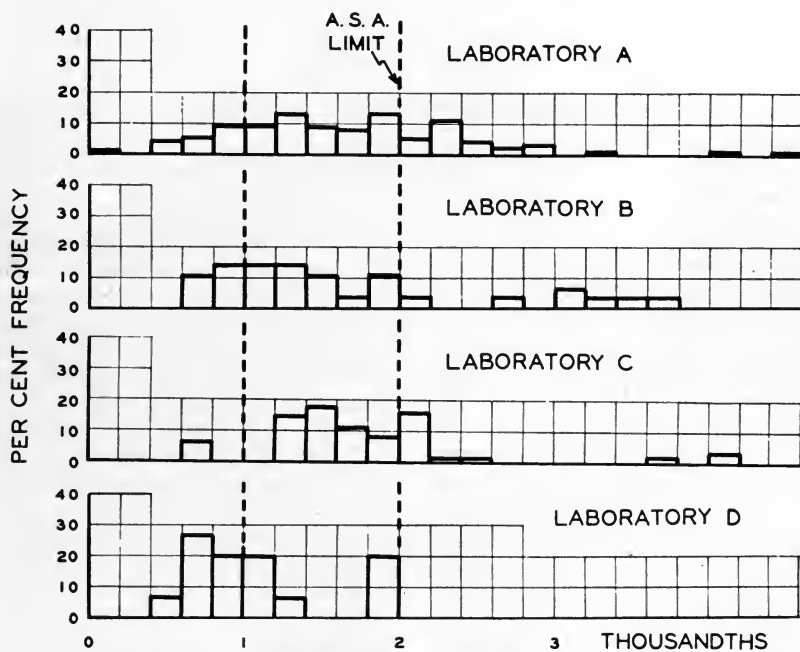 A. S. A.
LIMIT
LABORATORY A
40
30
20
10
0
LABORATORY B
40
30
20
10
0
PER CENT FREQUENCY
LABORATORY C
40
30
20
10
0
LABORATORY D
40
30
20
10
0
0 1 2 3 THOUSANDTHS